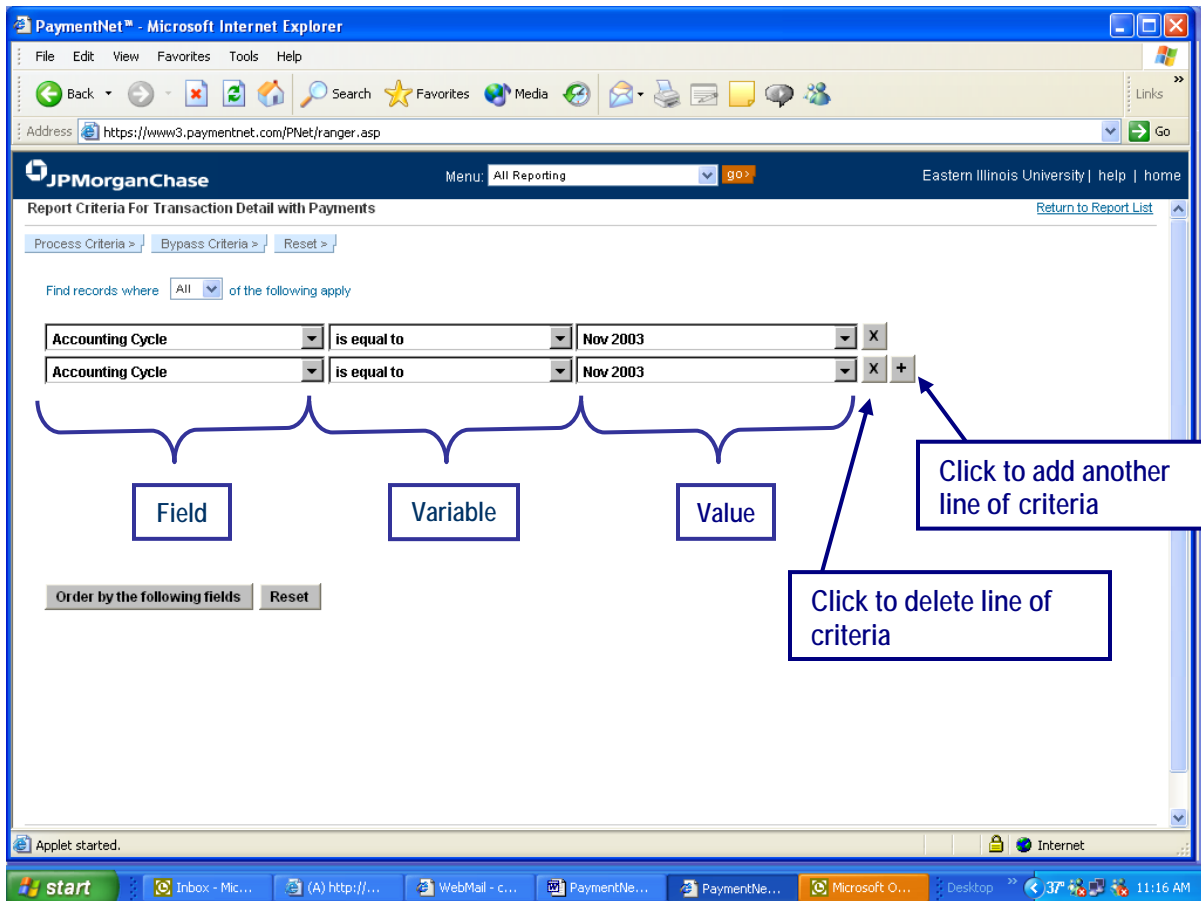 PaymentNet™ - Microsoft Internet Explorer
File Edit View Favorites Tools Help
Back Search Favorites Media Links »
Address https://www3.paymentnet.com/PNet/ranger.asp Go
JPMorganChase Menu: All Reporting go> Eastern Illinois University | help | home
Report Criteria For Transaction Detail with Payments Return to Report List
Process Criteria > Bypass Criteria > Reset >
Find records where All of the following apply
Accounting Cycle is equal to Nov 2003 X
Accounting Cycle is equal to Nov 2003 X +
Click to add another
line of criteria
Field Variable Value
Click to delete line of
criteria
Order by the following fields Reset
Applet started. Internet
start Inbox - Mic... (A) http://... WebMail - c... PaymentNe... PaymentNe... Microsoft O... Desktop » 37° 11:16 AM